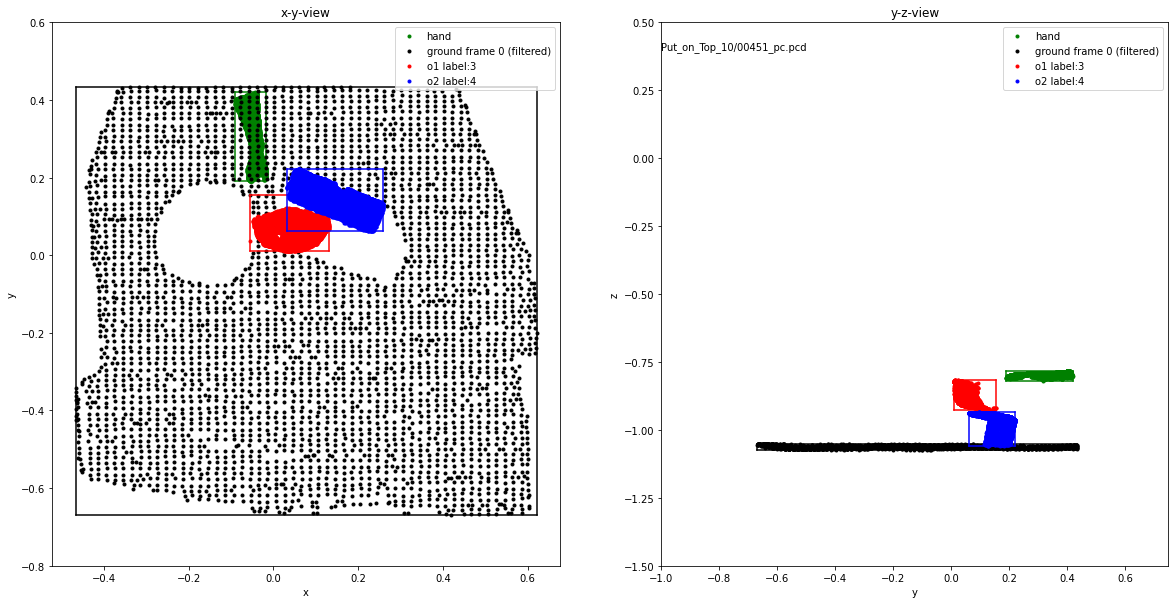 x-y-view
0.6
0.4
0.2
0.0
−0.2
−0.4
−0.6
−0.8
y
−0.4
−0.2
0.0
0.2
0.4
0.6
x
hand
ground frame 0 (filtered)
o1 label:3
o2 label:4
y-z-view
Put_on_Top_10/00451_pc.pcd
0.50
0.25
0.00
−0.25
−0.50
−0.75
−1.00
−1.25
−1.50
z
−1.0
−0.8
−0.6
−0.4
−0.2
0.0
0.2
0.4
0.6
y
hand
ground frame 0 (filtered)
o1 label:3
o2 label:4